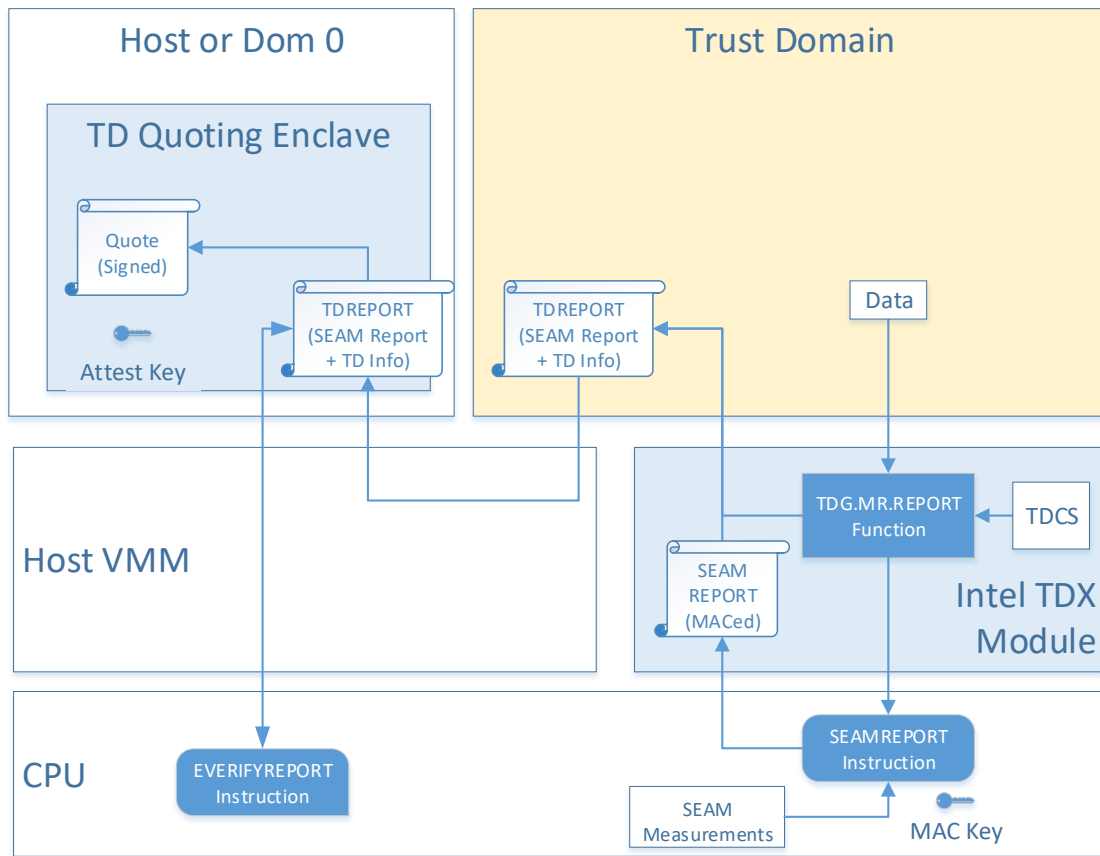 Host or Dom 0
TD Quoting Enclave
Quote
(Signed)
Attest Key
TDREPORT
(SEAM Report
+ TD Info)
Trust Domain
TDREPORT
(SEAM Report
+ TD Info)
Data
Host VMM
TDG.MR.REPORT
Function
TDCS
SEAM
REPORT
(MACed)
Intel TDX
Module
CPU
EVERIFYREPORT
Instruction
SEAMREPORT
Instruction
SEAM
Measurements
MAC Key